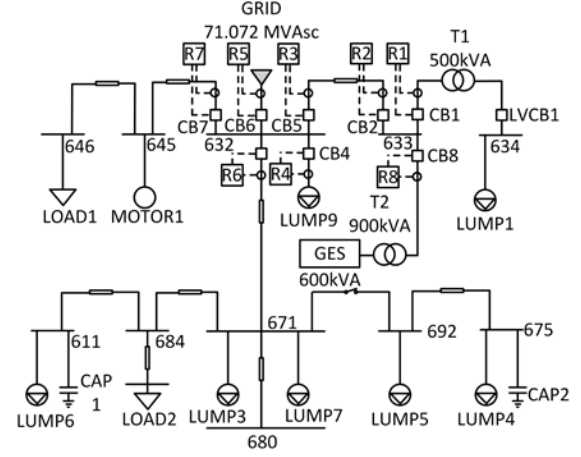 GRID
71.072 MVAsc
T1
500kVA
R7
R5
R3
R2
R1
CB7
CB6
CB5
CB2
CB1
LVCB1
646
645
632
633
634
CB4
CB8
R6
R4
R8
LOAD1
MOTOR1
LUMP9
LUMP1
T2
900kVA
GES
600kVA
611
684
671
692
675
CAP
1
CAP2
LUMP6
LOAD2
LUMP3
LUMP7
LUMP5
LUMP4
680